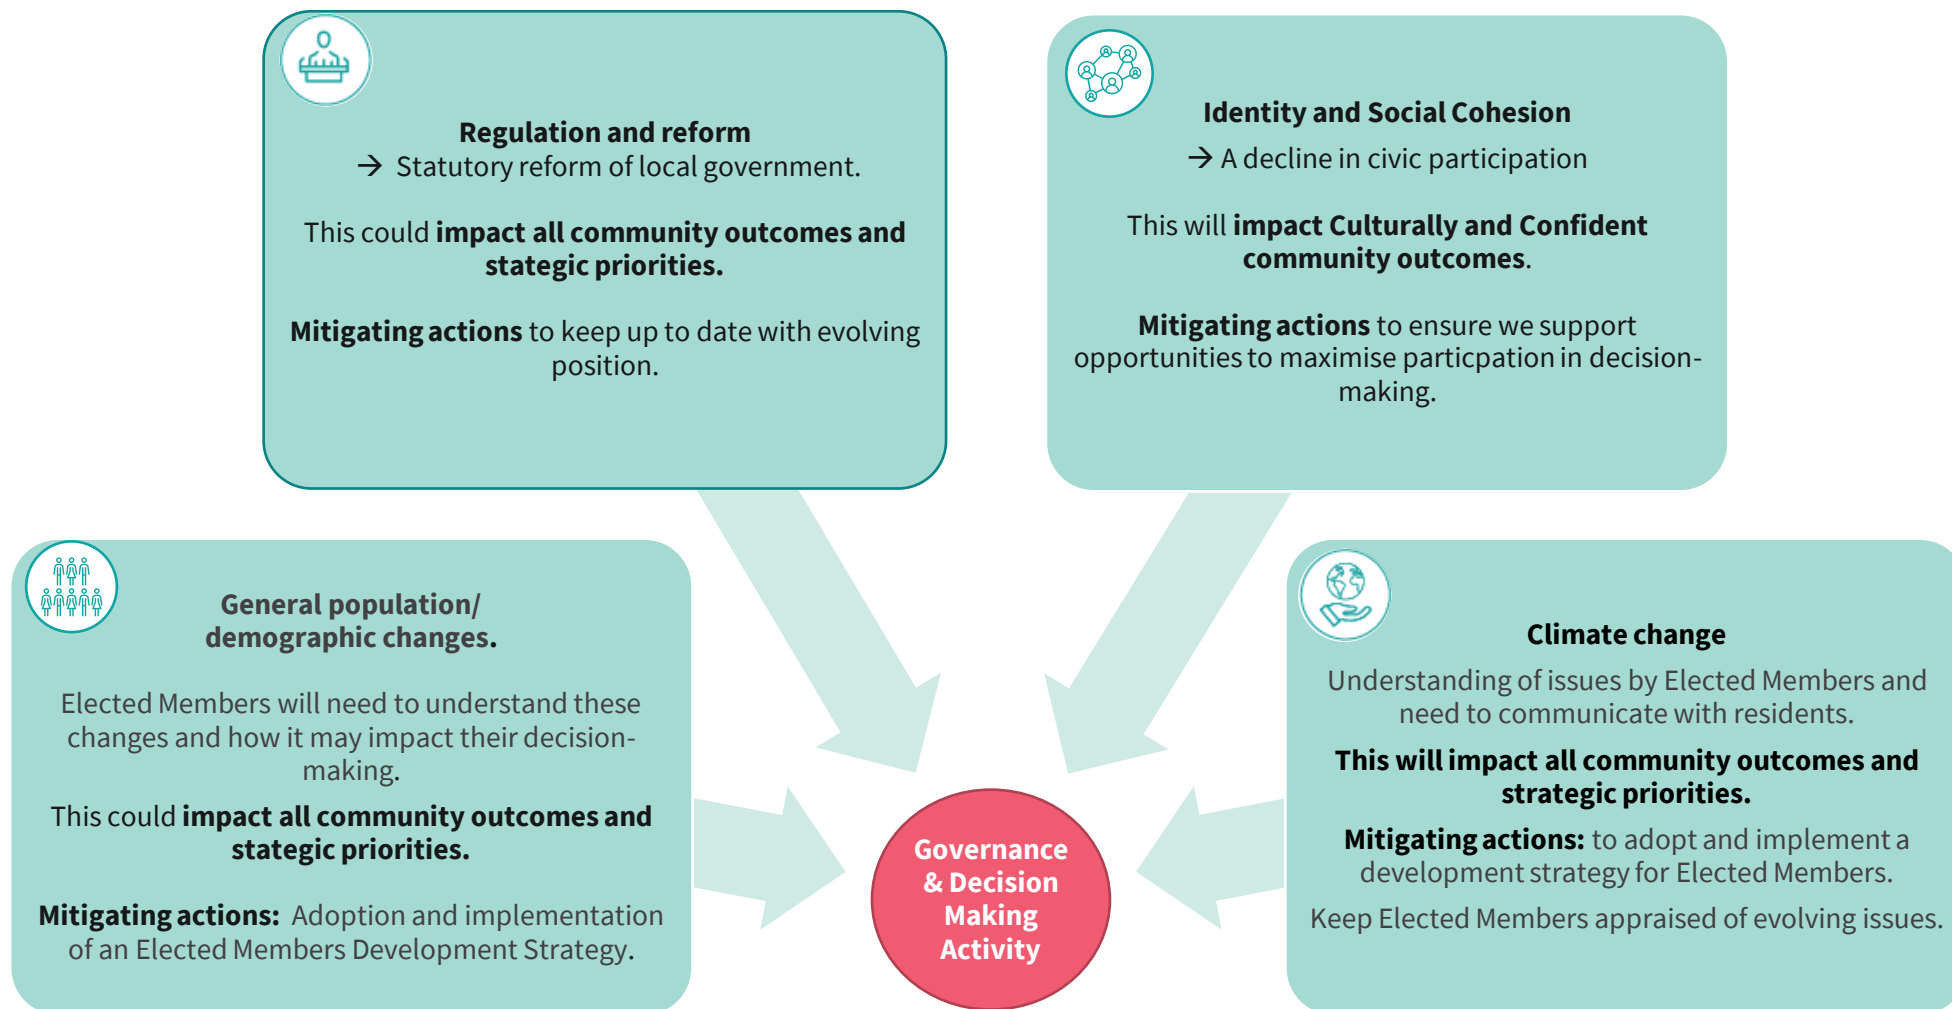 Regulation and reform
→ Statutory reform of local government.
This could impact all community outcomes and
stategic priorities.
Mitigating actions to keep up to date with evolving
position.
Identity and Social Cohesion
→ A decline in civic participation
This will impact Culturally and Confident
community outcomes.
Mitigating actions to ensure we support
opportunities to maximise particpation in decision-
making.
General population/
demographic changes.
Elected Members will need to understand these
changes and how it may impact their decision-
making.
This could impact all community outcomes and
stategic priorities.
Mitigating actions: Adoption and implementation
of an Elected Members Development Strategy.
Governance
& Decision
Making
Activity
Climate change
Understanding of issues by Elected Members and
need to communicate with residents.
This will impact all community outcomes and
strategic priorities.
Mitigating actions: to adopt and implement a
development strategy for Elected Members.
Keep Elected Members appraised of evolving issues.